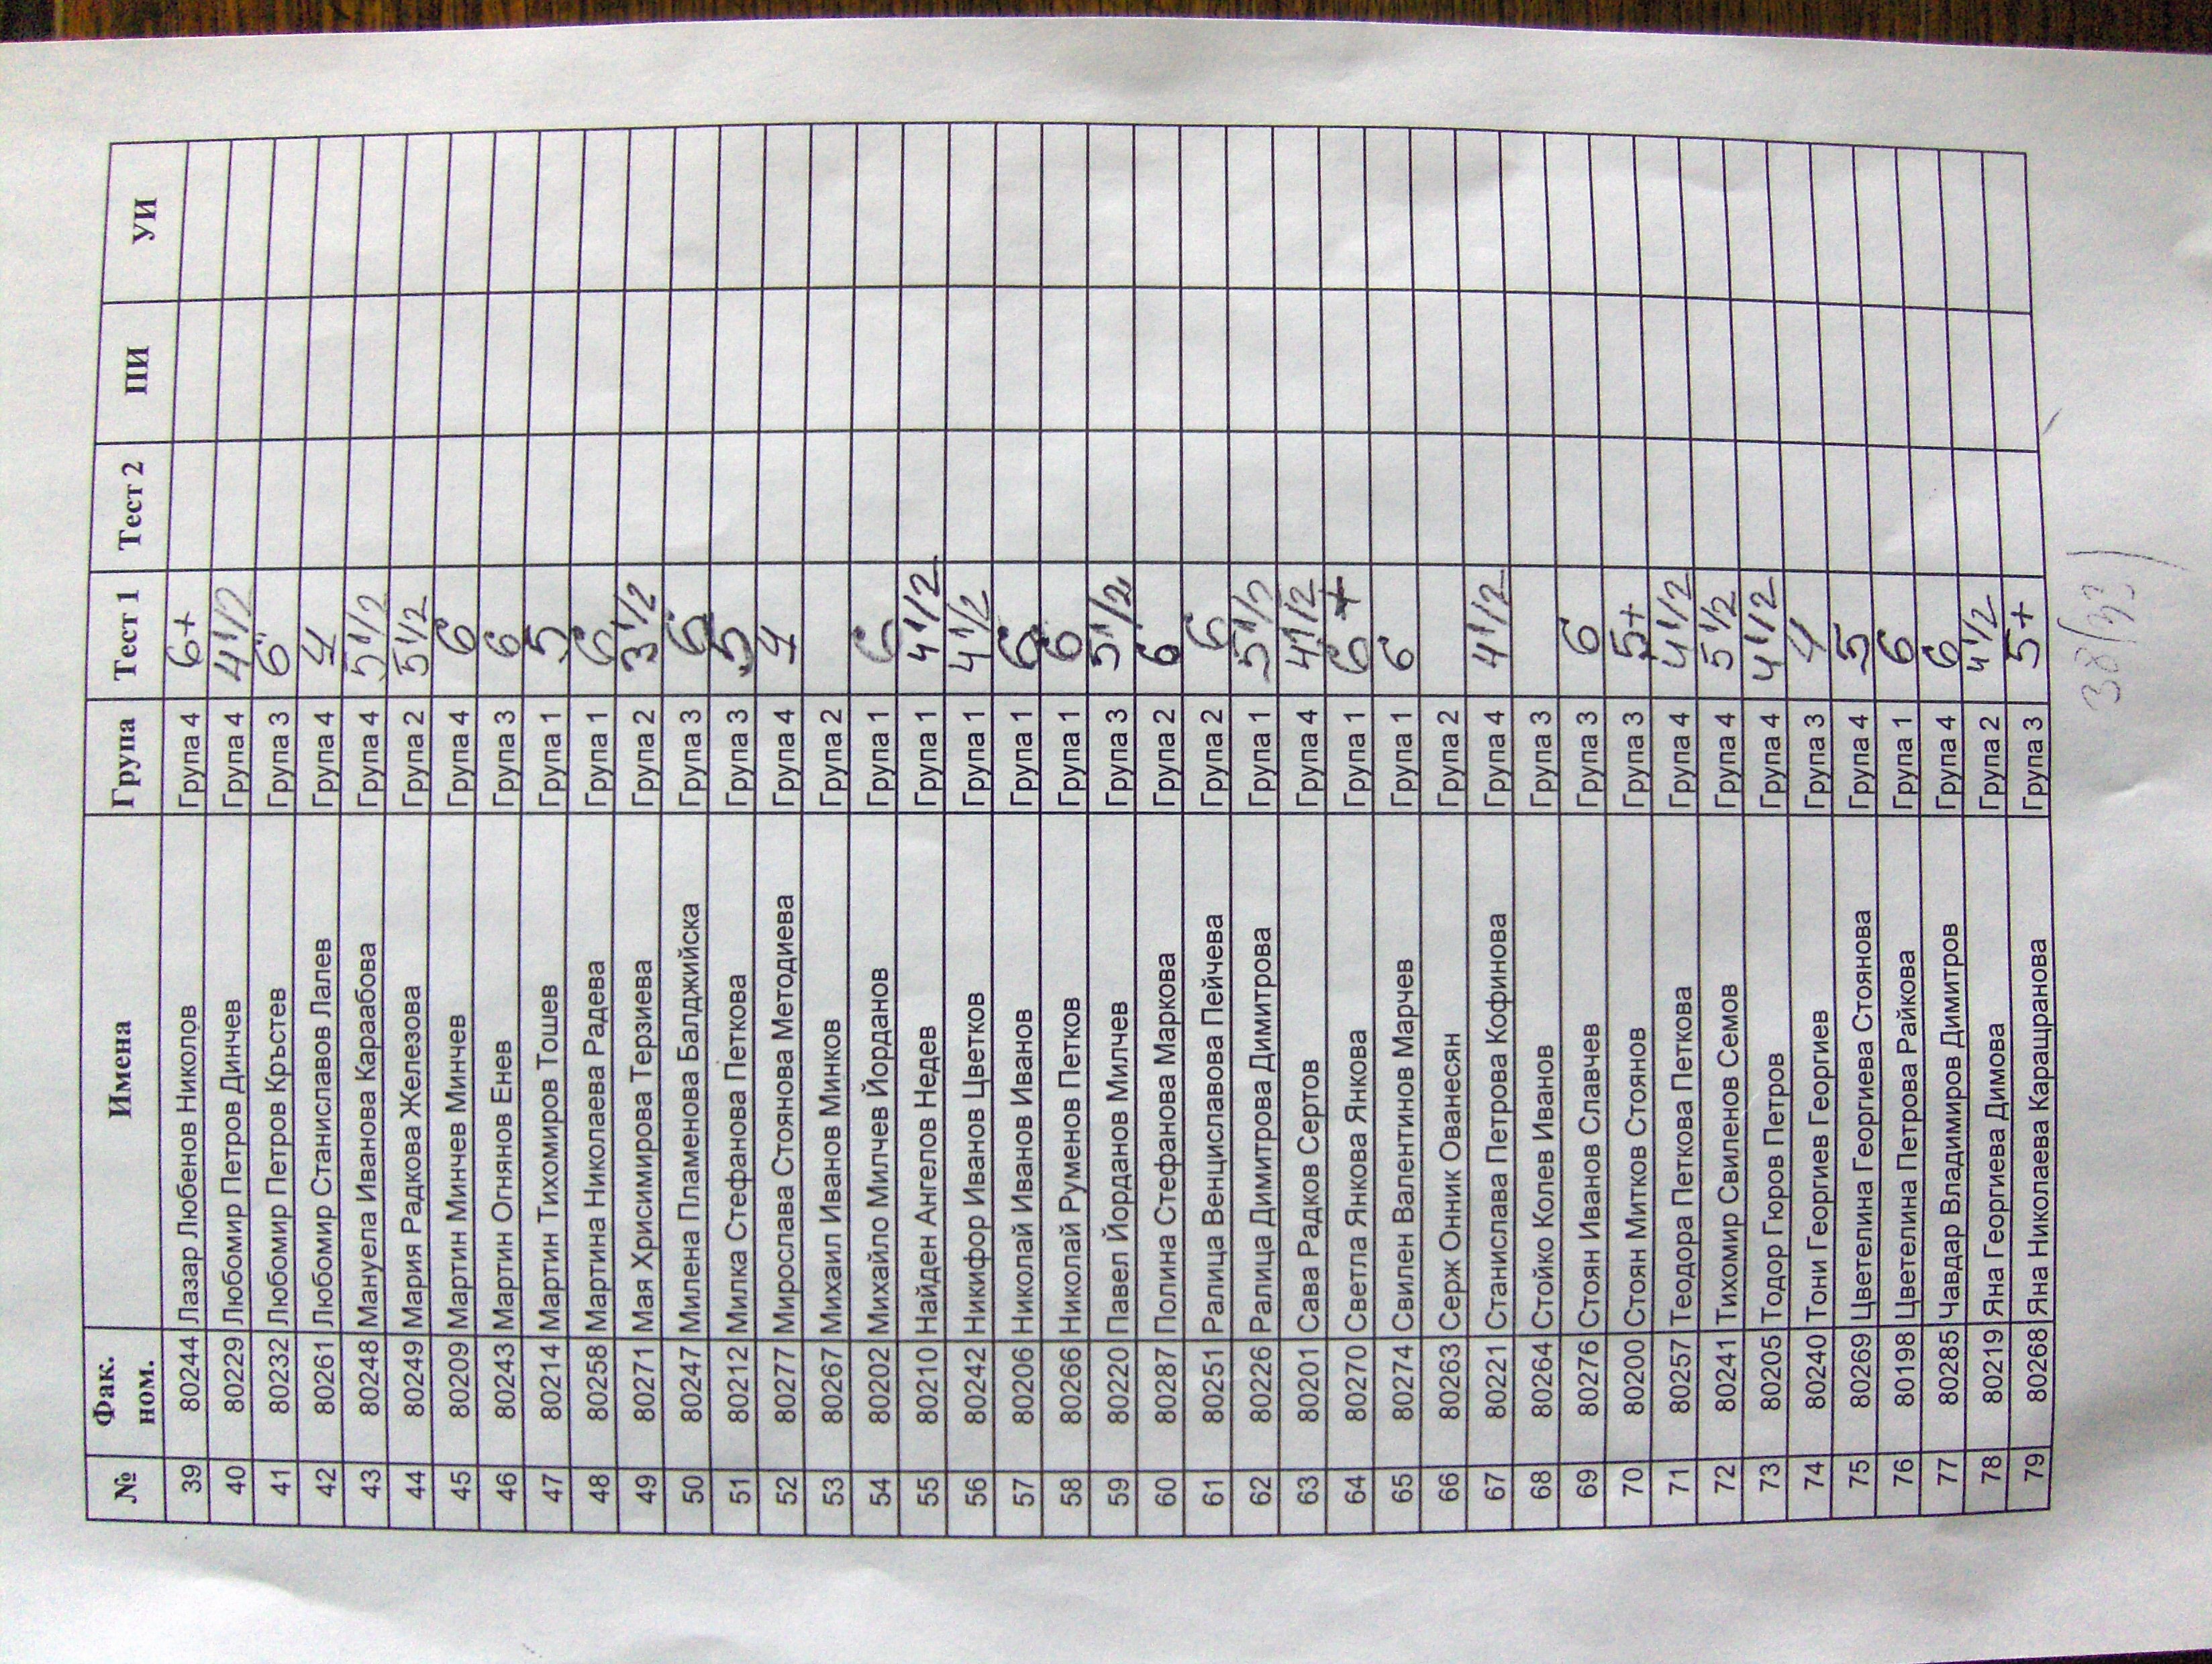 № Фак. ном. Имена Група Тест 1 Тест 2 ПИ УИ
39 80244 Лазар Любенов Николов Група 4 6+
40 80229 Любомир Петров Динчев Група 4 4 1/2
41 80232 Любомир Петров Кръстев Група 3 6
42 80261 Любомир Станиславов Лалев Група 4 4
43 80248 Мануела Иванова Караабова Група 4 5 1/2
44 80249 Мария Радкова Железова Група 2 5 1/2
45 80209 Мартин Минчев Минчев Група 4 6
46 80243 Мартин Огнянов Енев Група 3 6
47 80214 Мартин Тихомиров Тошев Група 1 5
48 80258 Мартина Николаева Радева Група 1 6
49 80271 Мая Хрисимирова Терзиева Група 2 3 1/2
50 80247 Милена Пламенова Балджийска Група 3 6
51 80212 Милка Стефанова Петкова Група 3 5
52 80277 Мирослава Стоянова Методиева Група 4 4
53 80267 Михаил Иванов Минков Група 2
54 80202 Михайло Милчев Йорданов Група 1 6
55 80210 Найден Ангелов Недев Група 1 4 1/2
56 80242 Никифор Иванов Цветков Група 1 4 1/2
57 80206 Николай Иванов Иванов Група 1 6
58 80266 Николай Руменов Петков Група 1 6
59 80220 Павел Йорданов Милчев Група 3 5 1/2
60 80287 Полина Стефанова Маркова Група 2 6
61 80251 Ралица Венциславова Пейчева Група 2 6
62 80226 Ралица Димитрова Димитрова Група 1 5 1/2
63 80201 Сава Радков Сертов Група 4 4 1/2
64 80270 Светла Янкова Янкова Група 1 6+
65 80274 Свилен Валентинов Марчев Група 1 6
66 80263 Серж Онник Ованесян Група 2
67 80221 Станислава Петрова Кофинова Група 4 4 1/2
68 80264 Стойко Колев Иванов Група 3
69 80276 Стоян Иванов Славчев Група 3 6
70 80200 Стоян Митков Стоянов Група 3 5+
71 80257 Теодора Петкова Петкова Група 4 4 1/2
72 80241 Тихомир Свиленов Семов Група 4 5 1/2
73 80205 Тодор Гюров Петров Група 4 4 1/2
74 80240 Тони Георгиев Георгиев Група 3 4
75 80269 Цветелина Георгиева Стоянова Група 4 5
76 80198 Цветелина Петрова Райкова Група 1 6
77 80285 Чавдар Владимиров Димитров Група 4 6
78 80219 Яна Георгиева Димова Група 2 4 1/2
79 80268 Яна Николаева Карацранова Група 3 5+